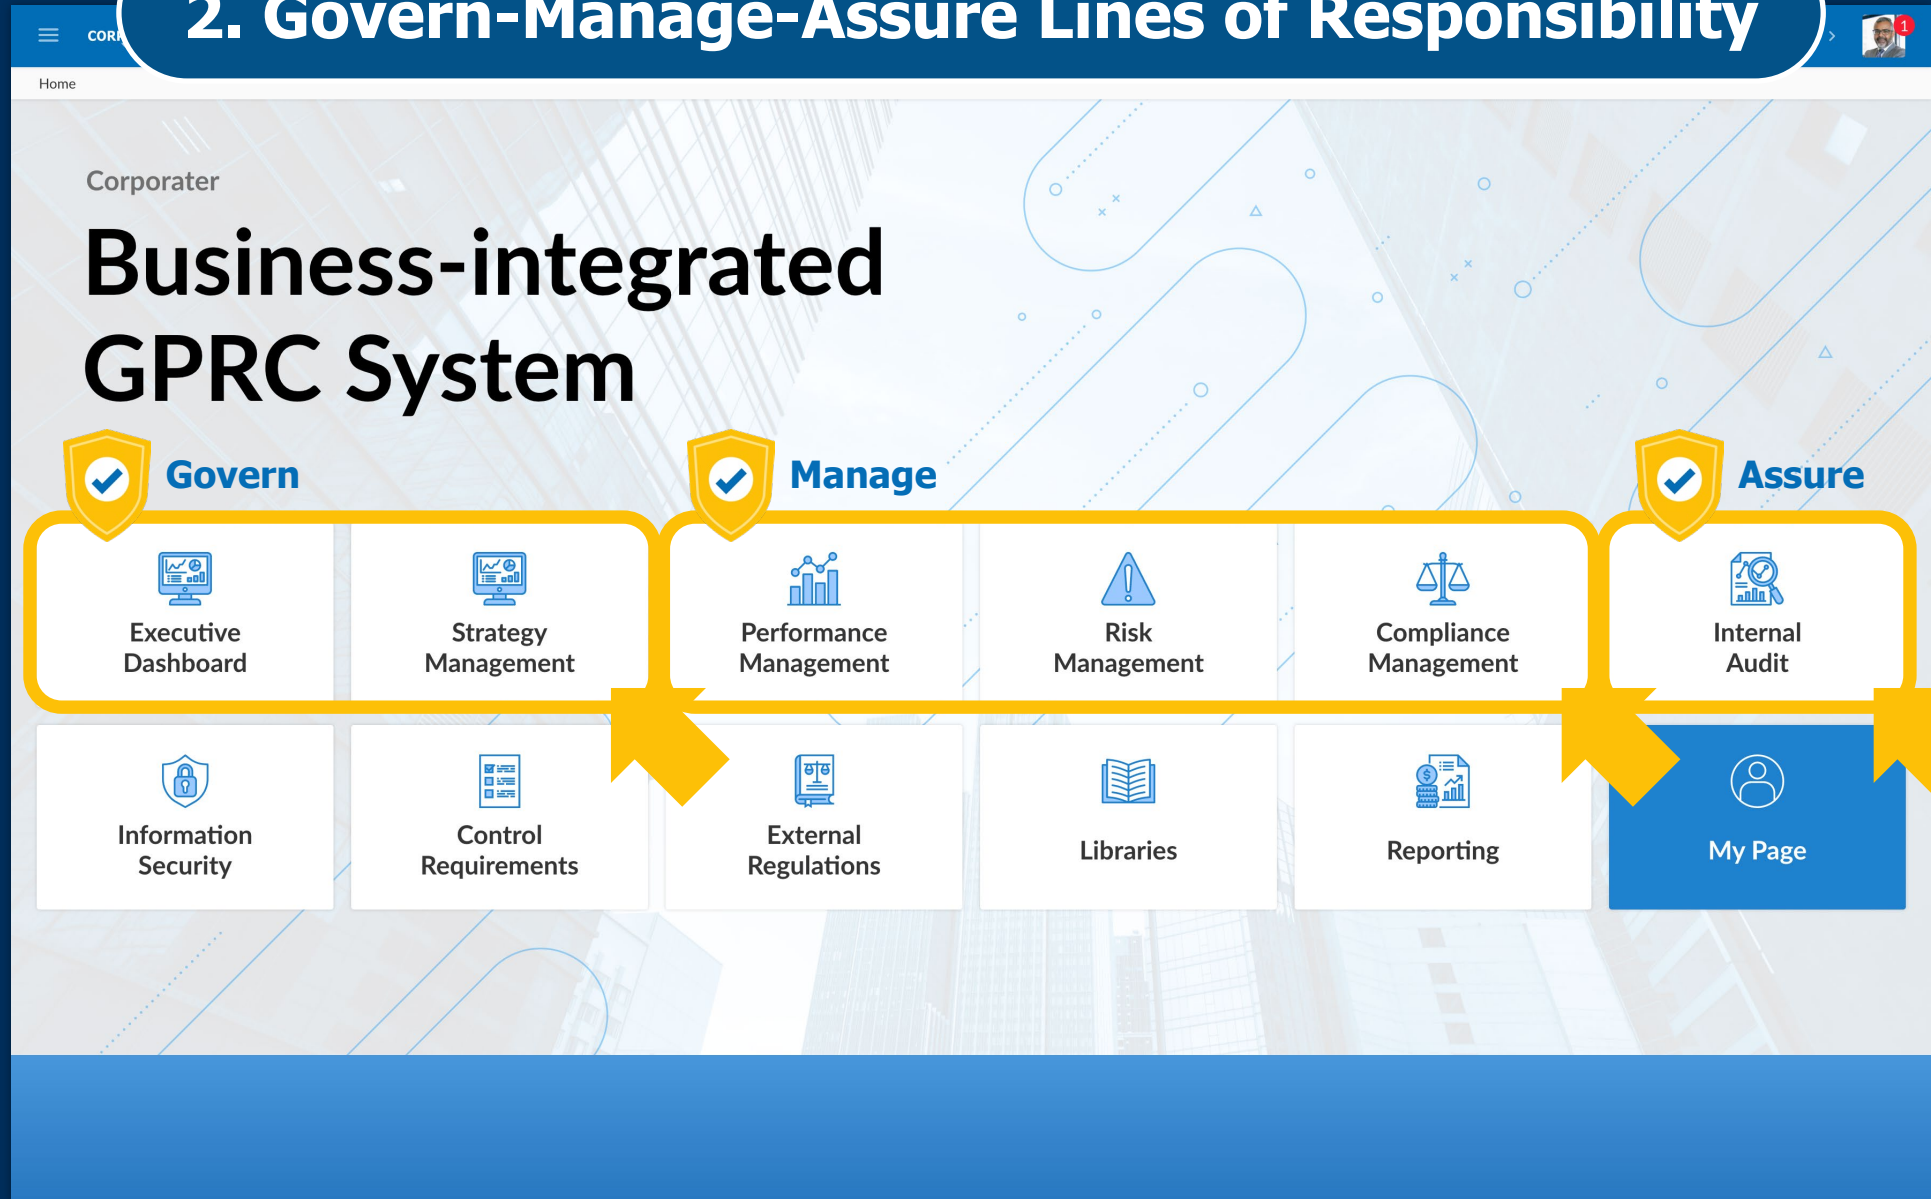 2. Govern-Manage-Assure Lines of Responsibility
1
Home
Corporater
Business-integrated
GPRC System
Govern
Manage
Assure
Executive
Dashboard
Strategy
Management
Performance
Management
Risk
Management
Compliance
Management
Internal
Audit
Information
Security
Control
Requirements
External
Regulations
Libraries
Reporting
My Page